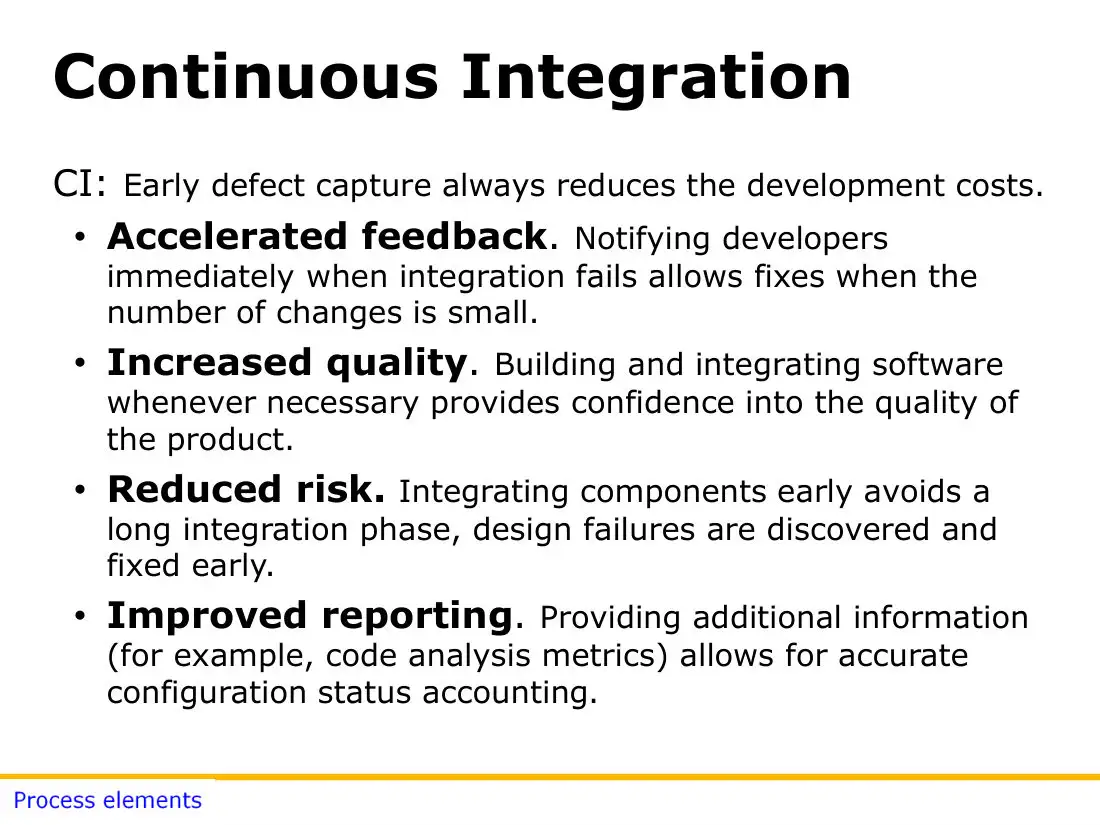 Continuous Integration
CI: Early defect capture always reduces the development costs.
• Accelerated feedback. Notifying developers
immediately when integration fails allows fixes when the
number of changes is small.
• Increased quality. Building and integrating software
whenever necessary provides confidence into the quality of
the product.
• Reduced risk. Integrating components early avoids a
long integration phase, design failures are discovered and
fixed early.
• Improved reporting. Providing additional information
(for example, code analysis metrics) allows for accurate
configuration status accounting.
Process elements